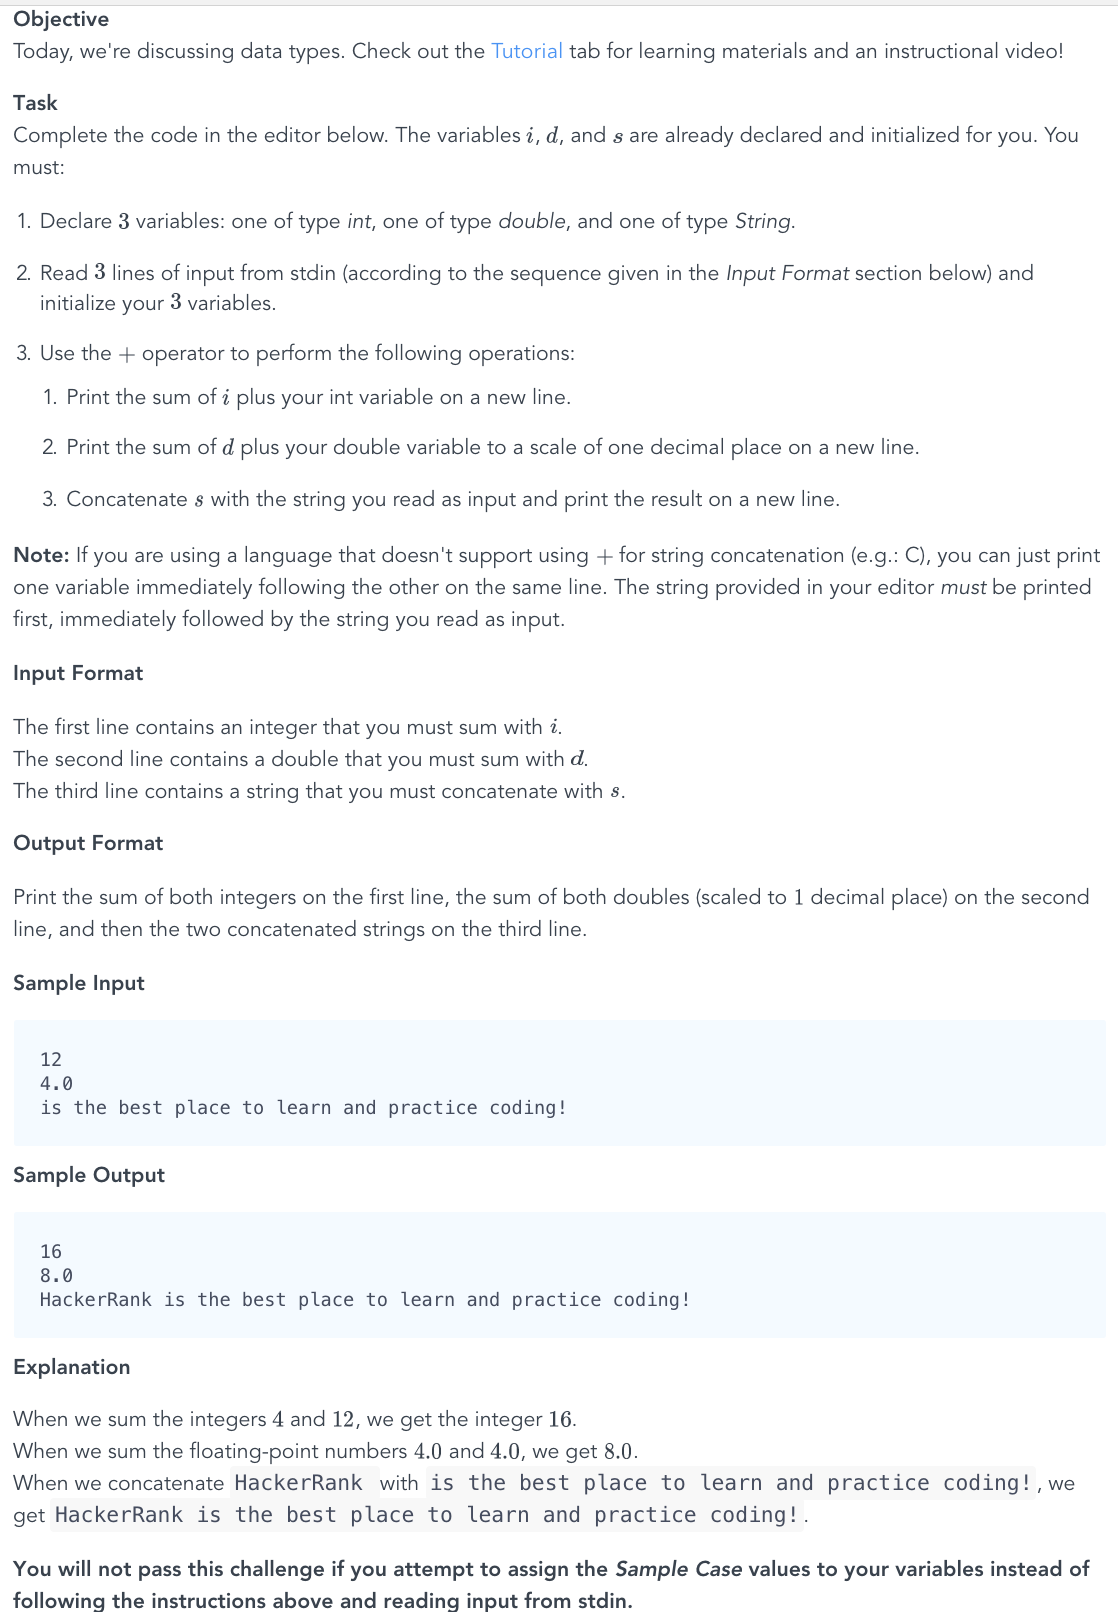 Objective
Today, we're discussing data types. Check out the Tutorial tab for learning materials and an instructional video!
Task
Complete the code in the editor below. The variables i, d, and s are already declared and initialized for you. You
must:
1. Declare 3 variables: one of type int, one of type double, and one of type String.
2. Read 3 lines of input from stdin (according to the sequence given in the Input Format section below) and
initialize your 3 variables.
3. Use the + operator to perform the following operations:
1. Print the sum of i plus your int variable on a new line.
2. Print the sum of d plus your double variable to a scale of one decimal place on a new line.
3. Concatenate s with the string you read as input and print the result on a new line.
Note: If you are using a language that doesn't support using + for string concatenation (e.g.: C), you can just print
one variable immediately following the other on the same line. The string provided in your editor must be printed
first, immediately followed by the string you read as input.
Input Format
The first line contains an integer that you must sum with i.
The second line contains a double that you must sum with d.
The third line contains a string that you must concatenate with s.
Output Format
Print the sum of both integers on the first line, the sum of both doubles (scaled to 1 decimal place) on the second
line, and then the two concatenated strings on the third line.
Sample Input
12
4.0
is the best place to learn and practice coding!
Sample Output
16
8.0
HackerRank is the best place to learn and practice coding!
Explanation
When we sum the integers 4 and 12, we get the integer 16.
When we sum the floating-point numbers 4.0 and 4.0, we get 8.0.
When we concatenate HackerRank with is the best place to learn and practice coding!, we
get HackerRank is the best place to learn and practice coding!.
You will not pass this challenge if you attempt to assign the Sample Case values to your variables instead of
following the instructions above and reading input from stdin.